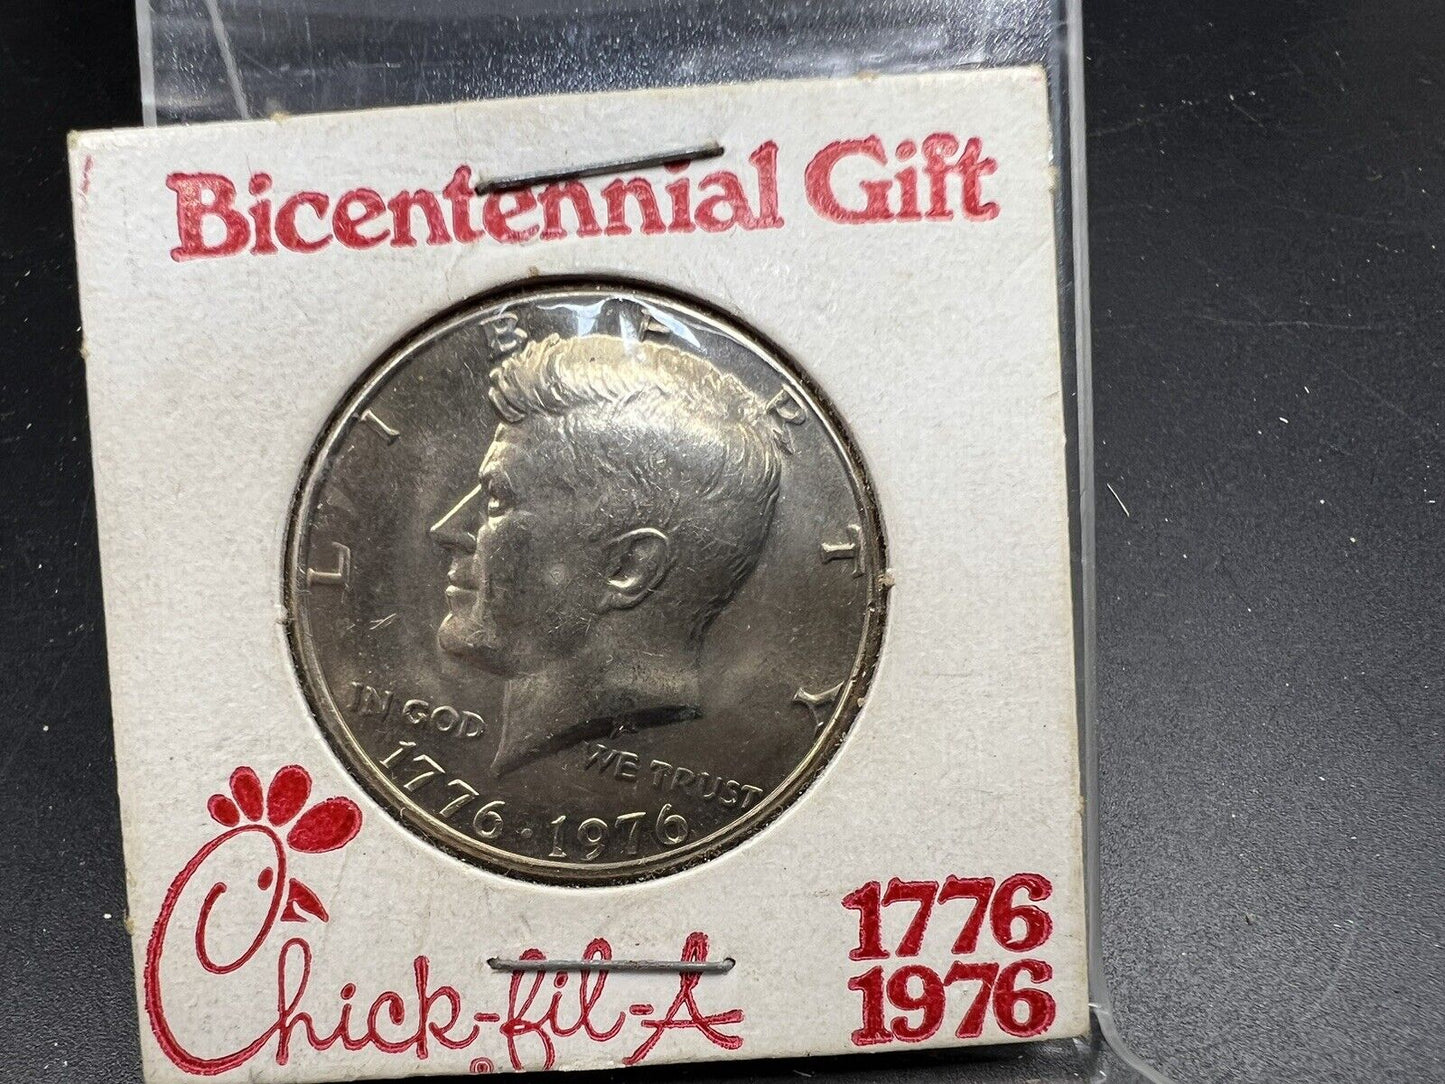 Bicentennial Gift
LIBERTY
IN GOD WE TRUST
1776 · 1976
Chick-fil-A®
1776
1976